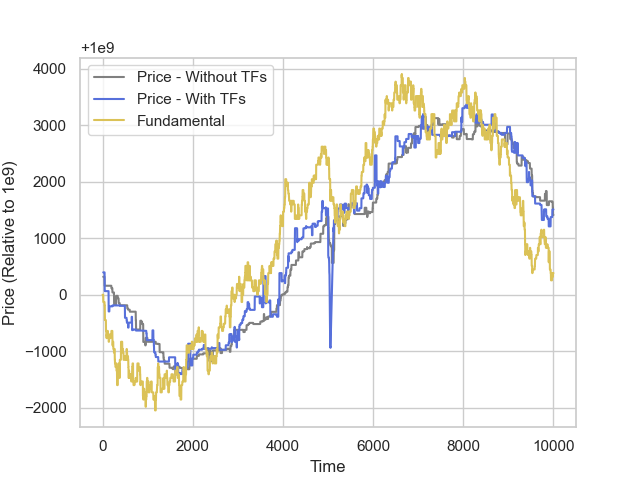 +1e9
Price - Without TFs
Price - With TFs
Fundamental
4000
3000
2000
1000
0
−1000
−2000
Price (Relative to 1e9)
0 2000 4000 6000 8000 10000
Time